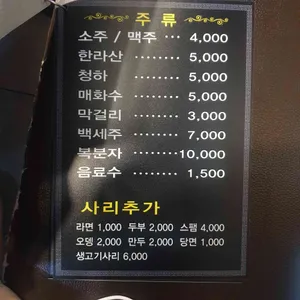 주 류
소주 / 맥주 ··· 4,000
한라산 ········ 5,000
청하 ········ 5,000
매화수 ········ 5,000
막걸리 ········ 3,000
백세주 ········ 7,000
복분자 ······10,000
음료수 ········ 1,500
사리추가
라면 1,000 두부 2,000 스팸 4,000
오뎅 2,000 만두 2,000 당면 1,000
생고기사리 6,000